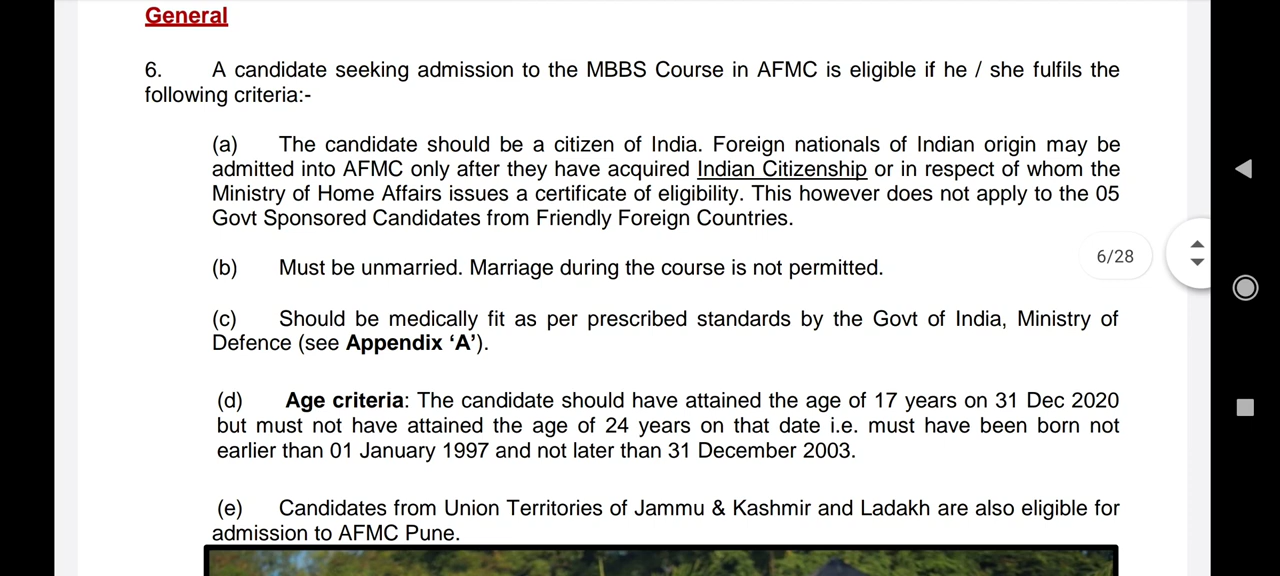 General
6. A candidate seeking admission to the MBBS Course in AFMC is eligible if he / she fulfils the
following criteria:-
(a) The candidate should be a citizen of India. Foreign nationals of Indian origin may be
admitted into AFMC only after they have acquired Indian Citizenship or in respect of whom the
Ministry of Home Affairs issues a certificate of eligibility. This however does not apply to the 05
Govt Sponsored Candidates from Friendly Foreign Countries.
(b) Must be unmarried. Marriage during the course is not permitted.
6/28
(c) Should be medically fit as per prescribed standards by the Govt of India, Ministry of
Defence (see Appendix ‘A’).
(d) Age criteria: The candidate should have attained the age of 17 years on 31 Dec 2020
but must not have attained the age of 24 years on that date i.e. must have been born not
earlier than 01 January 1997 and not later than 31 December 2003.
(e) Candidates from Union Territories of Jammu & Kashmir and Ladakh are also eligible for
admission to AFMC Pune.